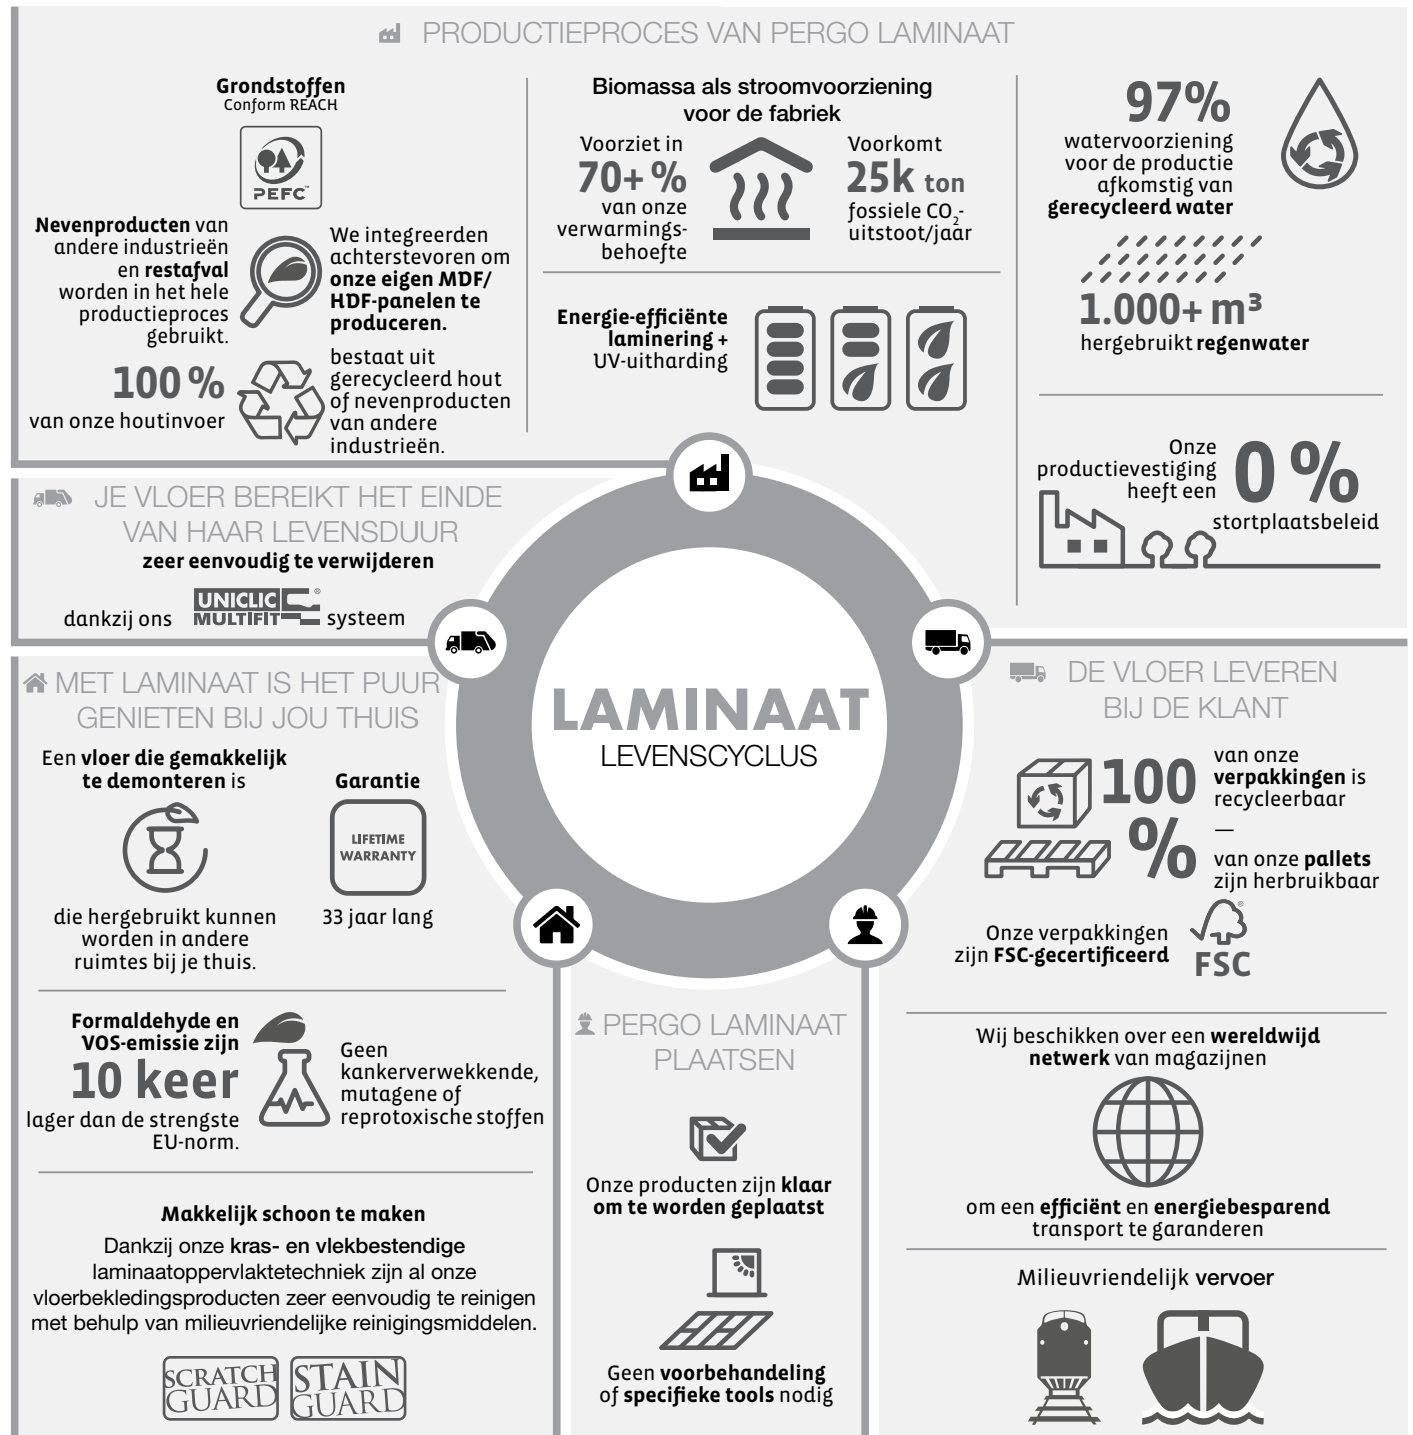 PRODUCTIEPROCES VAN PERGO LAMINAAT
Grondstoffen
Conform REACH
PEFC™
Nevenproducten van
andere industrieën
en restafval
worden in het hele
productieproces
gebruikt.
We integreerden
achterstevoren om
onze eigen MDF/
HDF-panelen te
produceren.
100 %
van onze houtinvoer
bestaat uit
gerecycleerd hout
of nevenproducten
van andere
industrieën.
Biomassa als stroomvoorziening
voor de fabriek
Voorziet in
70+ %
van onze
verwarmings-
behoefte
Voorkomt
25k ton
fossiele CO₂-
uitstoot/jaar
Energie-efficiënte
laminering +
UV-uitharding
97%
watervoorziening
voor de productie
afkomstig van
gerecycleerd water
1.000+ m³
hergebruikt regenwater
Onze
productievestiging
heeft een
0 %
stortplaatsbeleid
JE VLOER BEREIKT HET EINDE
VAN HAAR LEVENSDUUR
zeer eenvoudig te verwijderen
dankzij ons
UNICLIC®
MULTIFIT
systeem
LAMINAAT
LEVENSCYCLUS
MET LAMINAAT IS HET PUUR
GENIETEN BIJ JOU THUIS
Een vloer die gemakkelijk
te demonteren is
die hergebruikt kunnen
worden in andere
ruimtes bij je thuis.
Garantie
LIFETIME
WARRANTY
33 jaar lang
Formaldehyde en
VOS-emissie zijn
10 keer
lager dan de strengste
EU-norm.
Geen
kankerverwekkende,
mutagene of
reprotoxische stoffen
Makkelijk schoon te maken
Dankzij onze kras- en vlekbestendige
laminaatoppervlaktetechniek zijn al onze
vloerbekledingsproducten zeer eenvoudig te reinigen
met behulp van milieuvriendelijke reinigingsmiddelen.
SCRATCH
GUARD
STAIN
GUARD
PERGO LAMINAAT
PLAATSEN
Onze producten zijn klaar
om te worden geplaatst
Geen voorbehandeling
of specifieke tools nodig
DE VLOER LEVEREN
BIJ DE KLANT
100
%
van onze
verpakkingen is
recycleerbaar
—
van onze pallets
zijn herbruikbaar
Onze verpakkingen
zijn FSC-gecertificeerd
®
FSC
Wij beschikken over een wereldwijd
netwerk van magazijnen
om een efficiënt en energiebesparend
transport te garanderen
Milieuvriendelijk vervoer